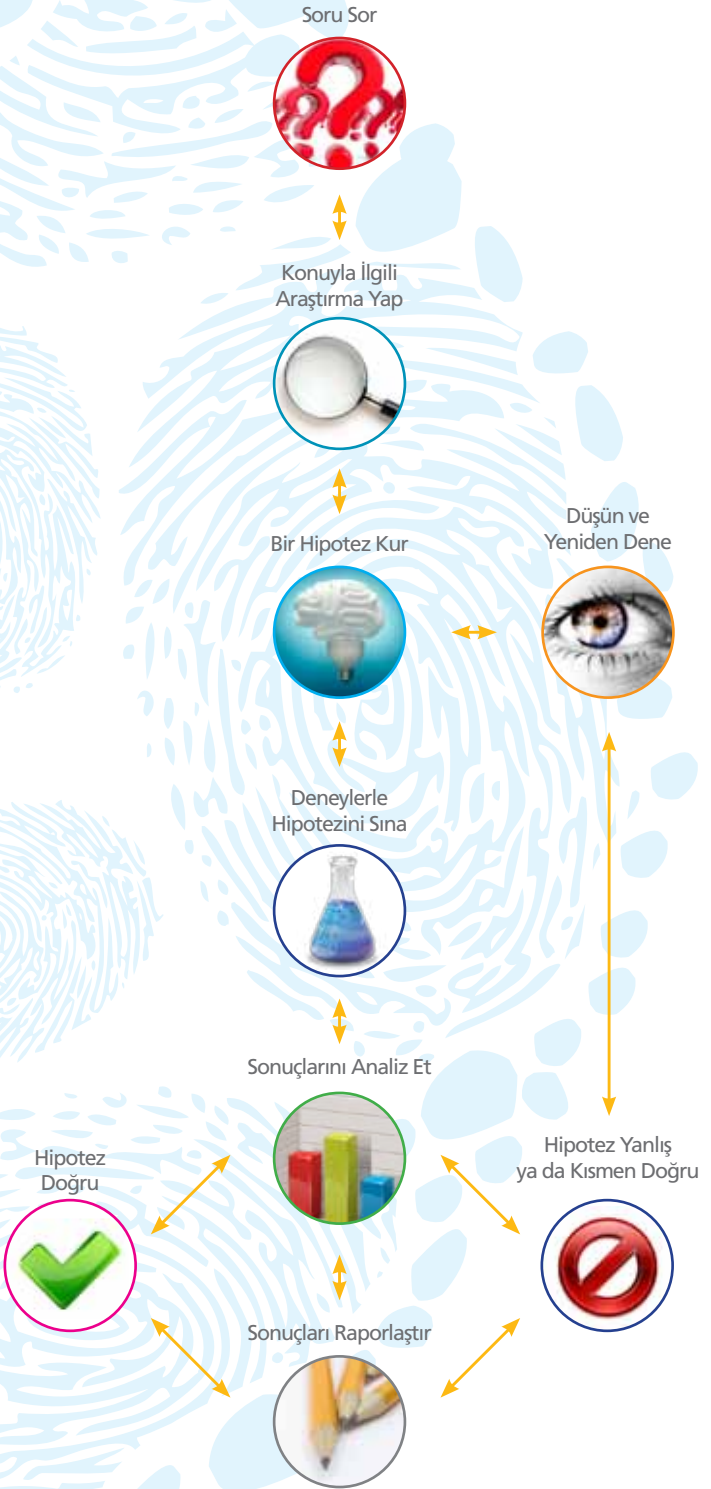 Soru Sor
Konuyla İlgili
Araştırma Yap
Bir Hipotez Kur
Düşün ve
Yeniden Dene
Deneylerle
Hipotezini Sına
Sonuçlarını Analiz Et
Hipotez
Doğru
Hipotez Yanlış
ya da Kısmen Doğru
Sonuçları Raporlaştır